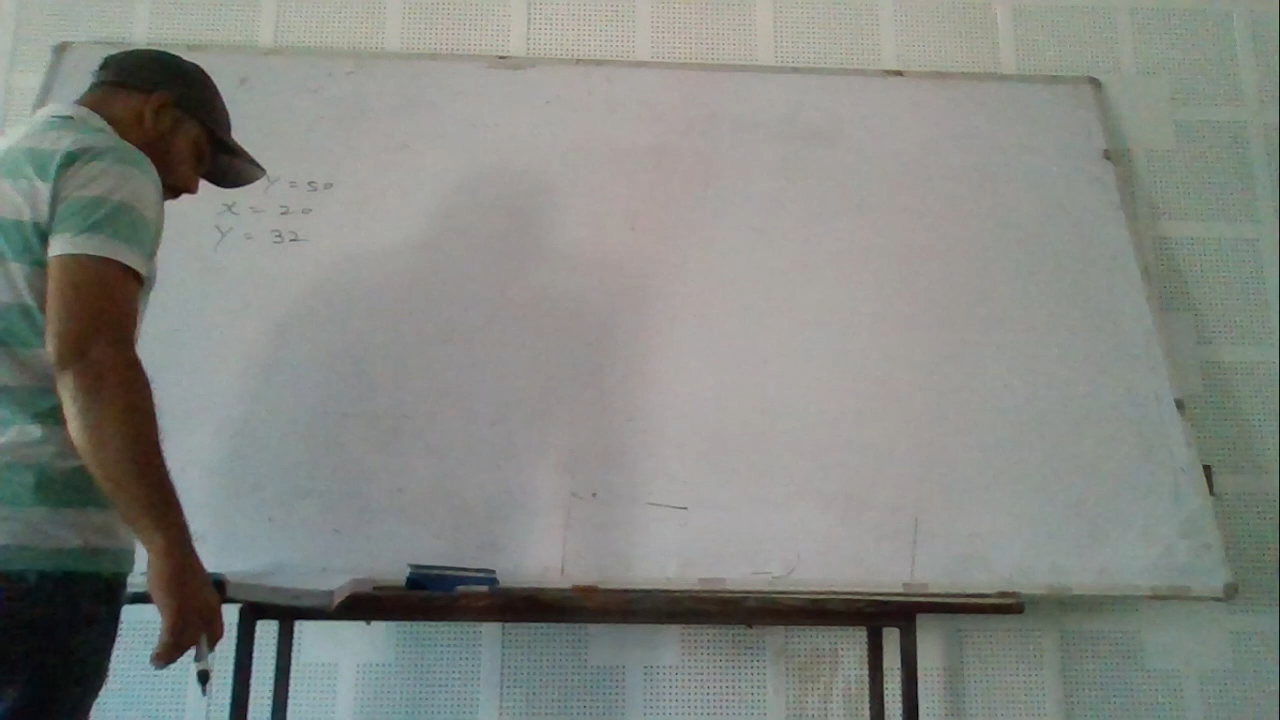 Y = 50
X = 20
Y = 32